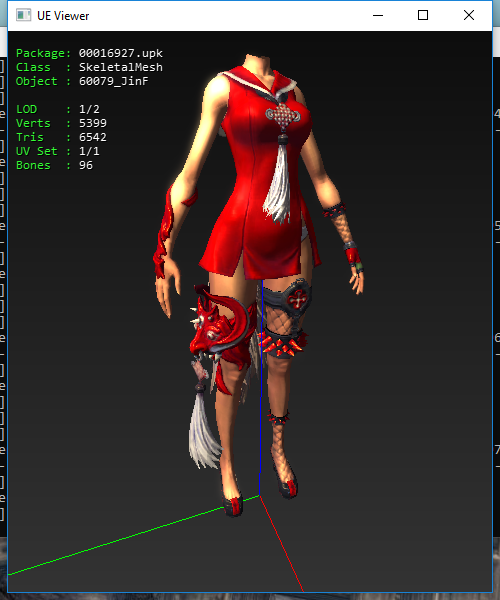 UE Viewer
Package: 00016927.upk
Class : SkeletalMesh
Object : 60079_JinF
LOD : 1/2
Verts : 5399
Tris : 6542
UV Set : 1/1
Bones : 96